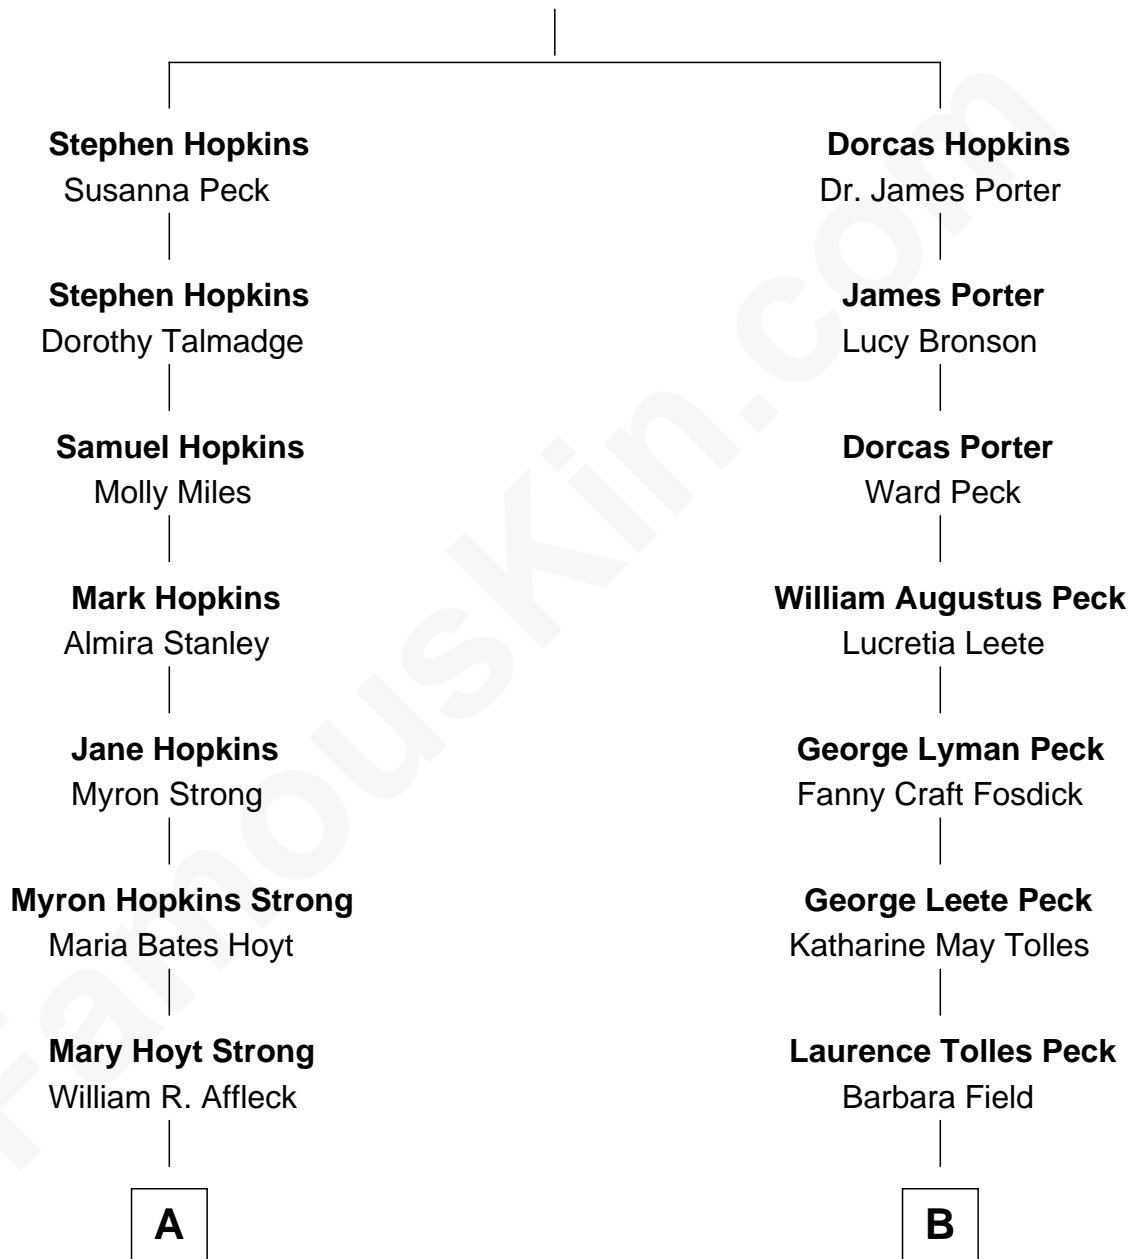 Stephen Hopkins
Susanna Peck
Stephen Hopkins
Dorothy Talmadge
Samuel Hopkins
Molly Miles
Mark Hopkins
Almira Stanley
Jane Hopkins
Myron Strong
Myron Hopkins Strong
Maria Bates Hoyt
Mary Hoyt Strong
William R. Affleck
A
Dorcas Hopkins
Dr. James Porter
James Porter
Lucy Bronson
Dorcas Porter
Ward Peck
William Augustus Peck
Lucretia Leete
George Lyman Peck
Fanny Craft Fosdick
George Leete Peck
Katharine May Tolles
Laurence Tolles Peck
Barbara Field
B
FamousKin.com